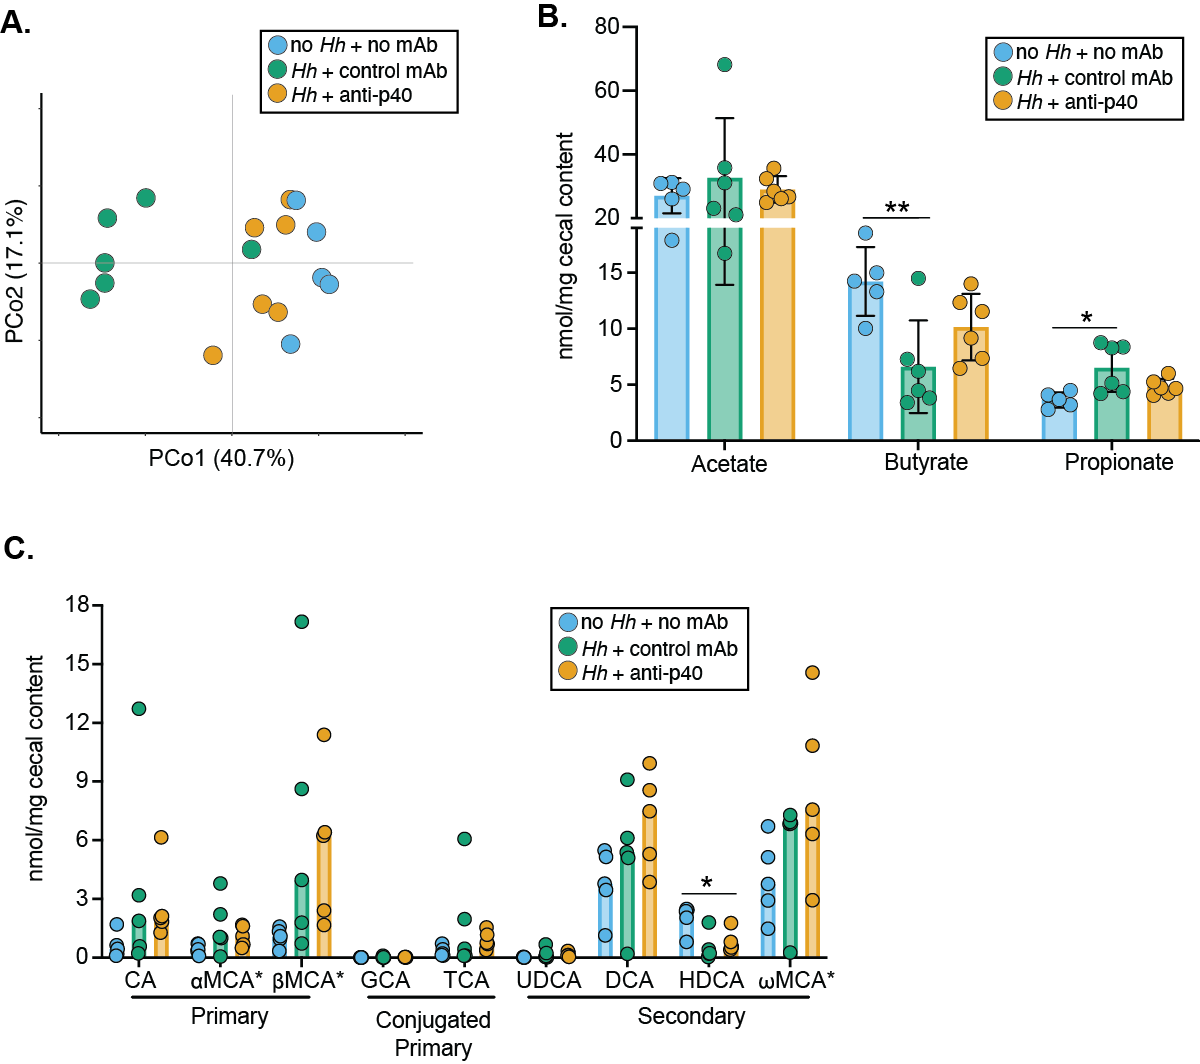 A.
no Hh + no mAb
Hh + control mAb
Hh + anti-p40
PCo2 (17.1%)
PCo1 (40.7%)
B.
no Hh + no mAb
Hh + control mAb
Hh + anti-p40
nmol/mg cecal content
80
60
40
20
15
10
5
0
**
*
Acetate Butyrate Propionate
C.
no Hh + no mAb
Hh + control mAb
Hh + anti-p40
nmol/mg cecal content
18
15
12
9
6
3
0
*
CA αMCA* βMCA* GCA TCA UDCA DCA HDCA ωMCA*
Primary Conjugated Secondary
Primary